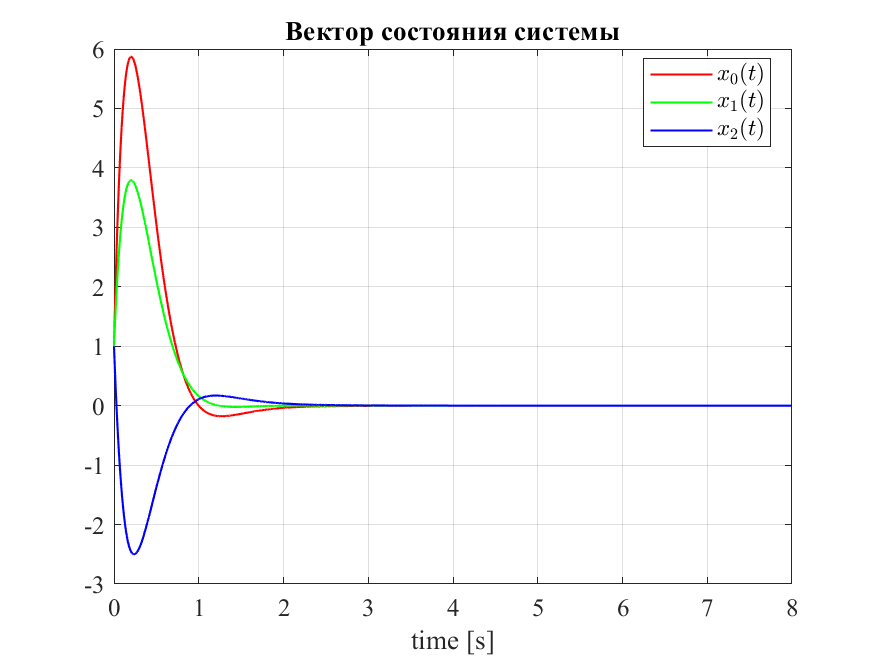 Вектор состояния системы
x₀(t)
x₁(t)
x₂(t)
6
5
4
3
2
1
0
-1
-2
-3
0 1 2 3 4 5 6 7 8
time [s]